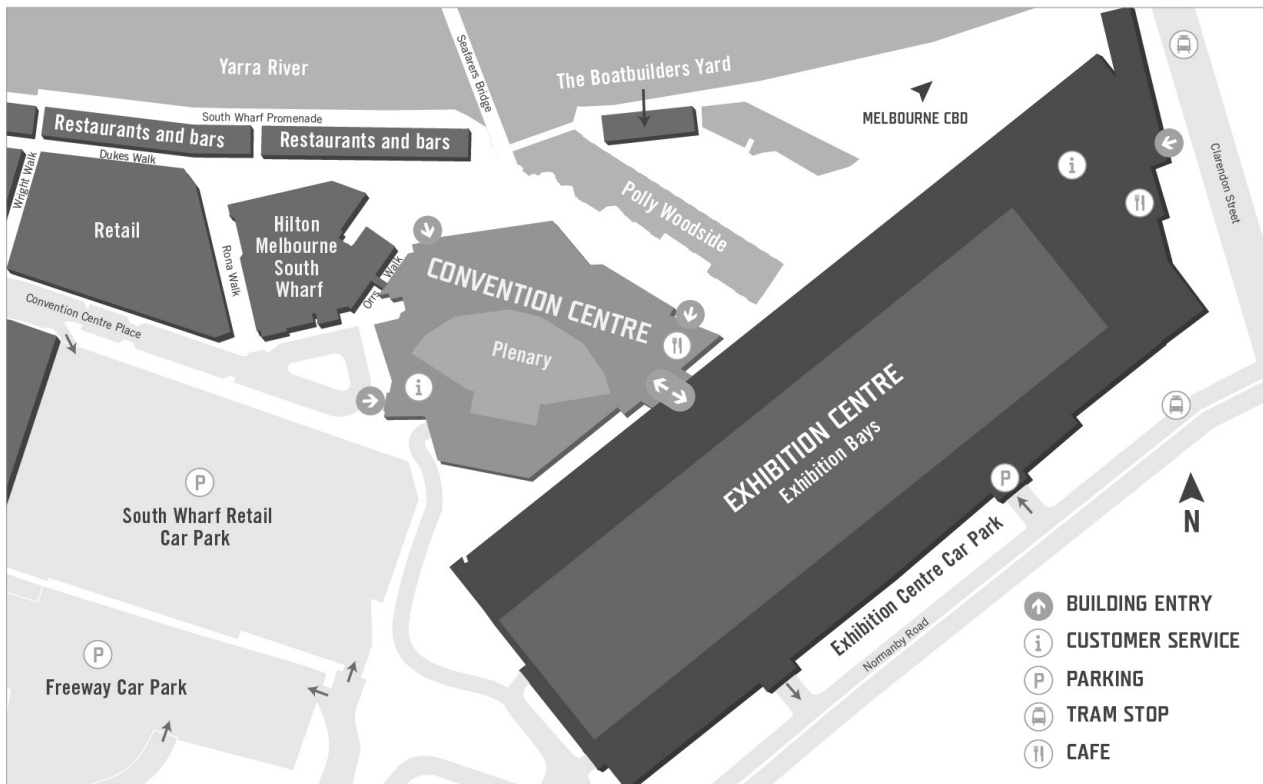 Yarra River
Seafarers Bridge
The Boatbuilders Yard
MELBOURNE CBD
Clarendon Street
South Wharf Promenade
Restaurants and bars
Restaurants and bars
Dukes Walk
Wright Walk
Retail
Rona Walk
Hilton
Melbourne
South
Wharf
Orrs Walk
Polly Woodside
CONVENTION CENTRE
Plenary
Convention Centre Place
i
i
EXHIBITION CENTRE
Exhibition Bays
P
South Wharf Retail
Car Park
P
Freeway Car Park
P
Exhibition Centre Car Park
Normanby Road
N
BUILDING ENTRY
i CUSTOMER SERVICE
P PARKING
TRAM STOP
CAFE